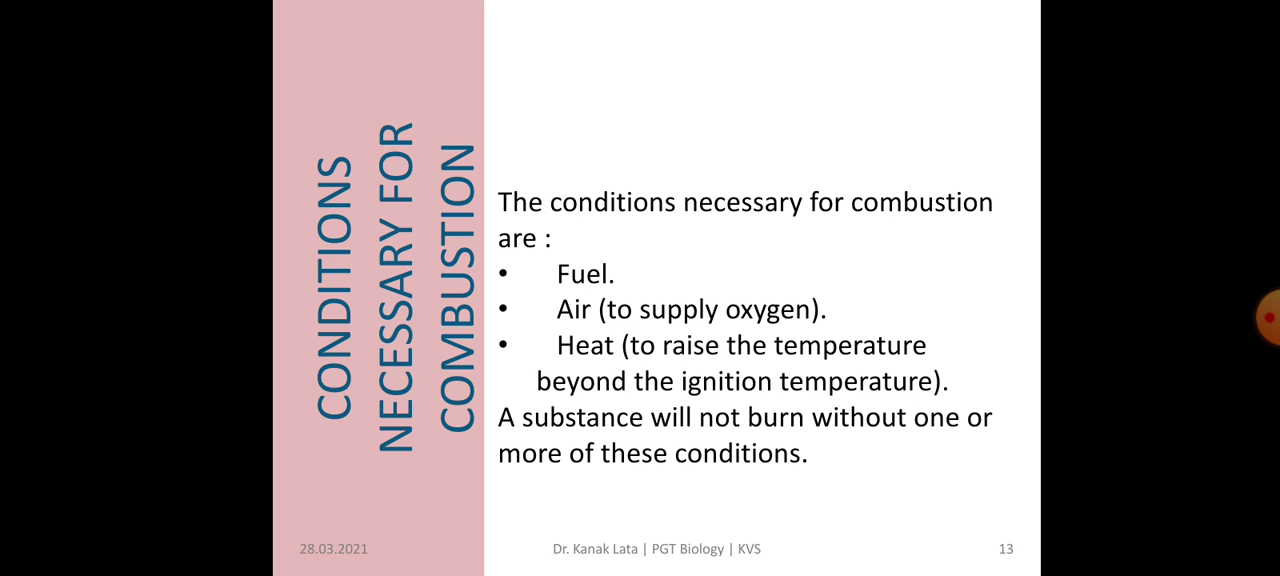 CONDITIONS
NECESSARY FOR
COMBUSTION
The conditions necessary for combustion
are :
• Fuel.
• Air (to supply oxygen).
• Heat (to raise the temperature
beyond the ignition temperature).
A substance will not burn without one or
more of these conditions.
28.03.2021
Dr. Kanak Lata | PGT Biology | KVS
13